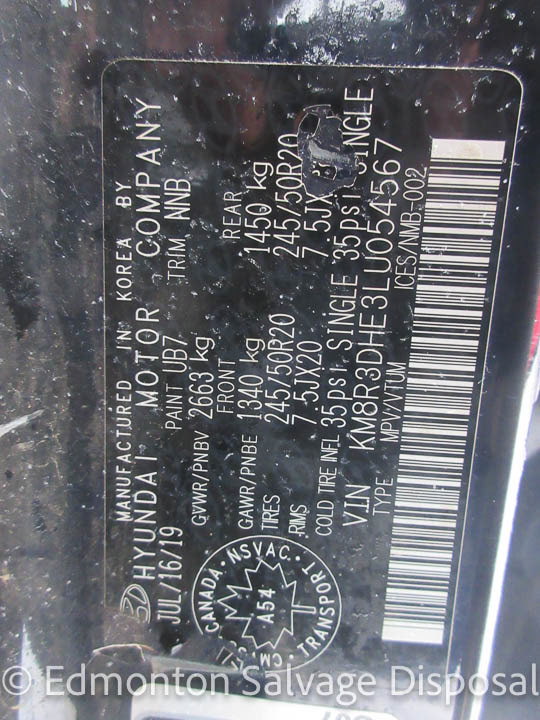 MANUFACTURED IN KOREA BY
HYUNDAI MOTOR COMPANY
JUL/16/19 PAINT UB7 TRIM NNB
GVWR/PNBV 2663 kg
FRONT REAR
GAWR/PNBE 1340 kg 1450 kg
TIRES 245/50R20 245/50R20
RIMS 7.5JX20 7.5JX
COLD TIRE INFL 35 psi SINGLE 35 psi SINGLE
VIN KM8R3DHE3LU054567
TYPE MPV/VTUM ICES/NMB-002
CANADA · NSVAC · TRANSPORT
A54
© Edmonton Salvage Disposal